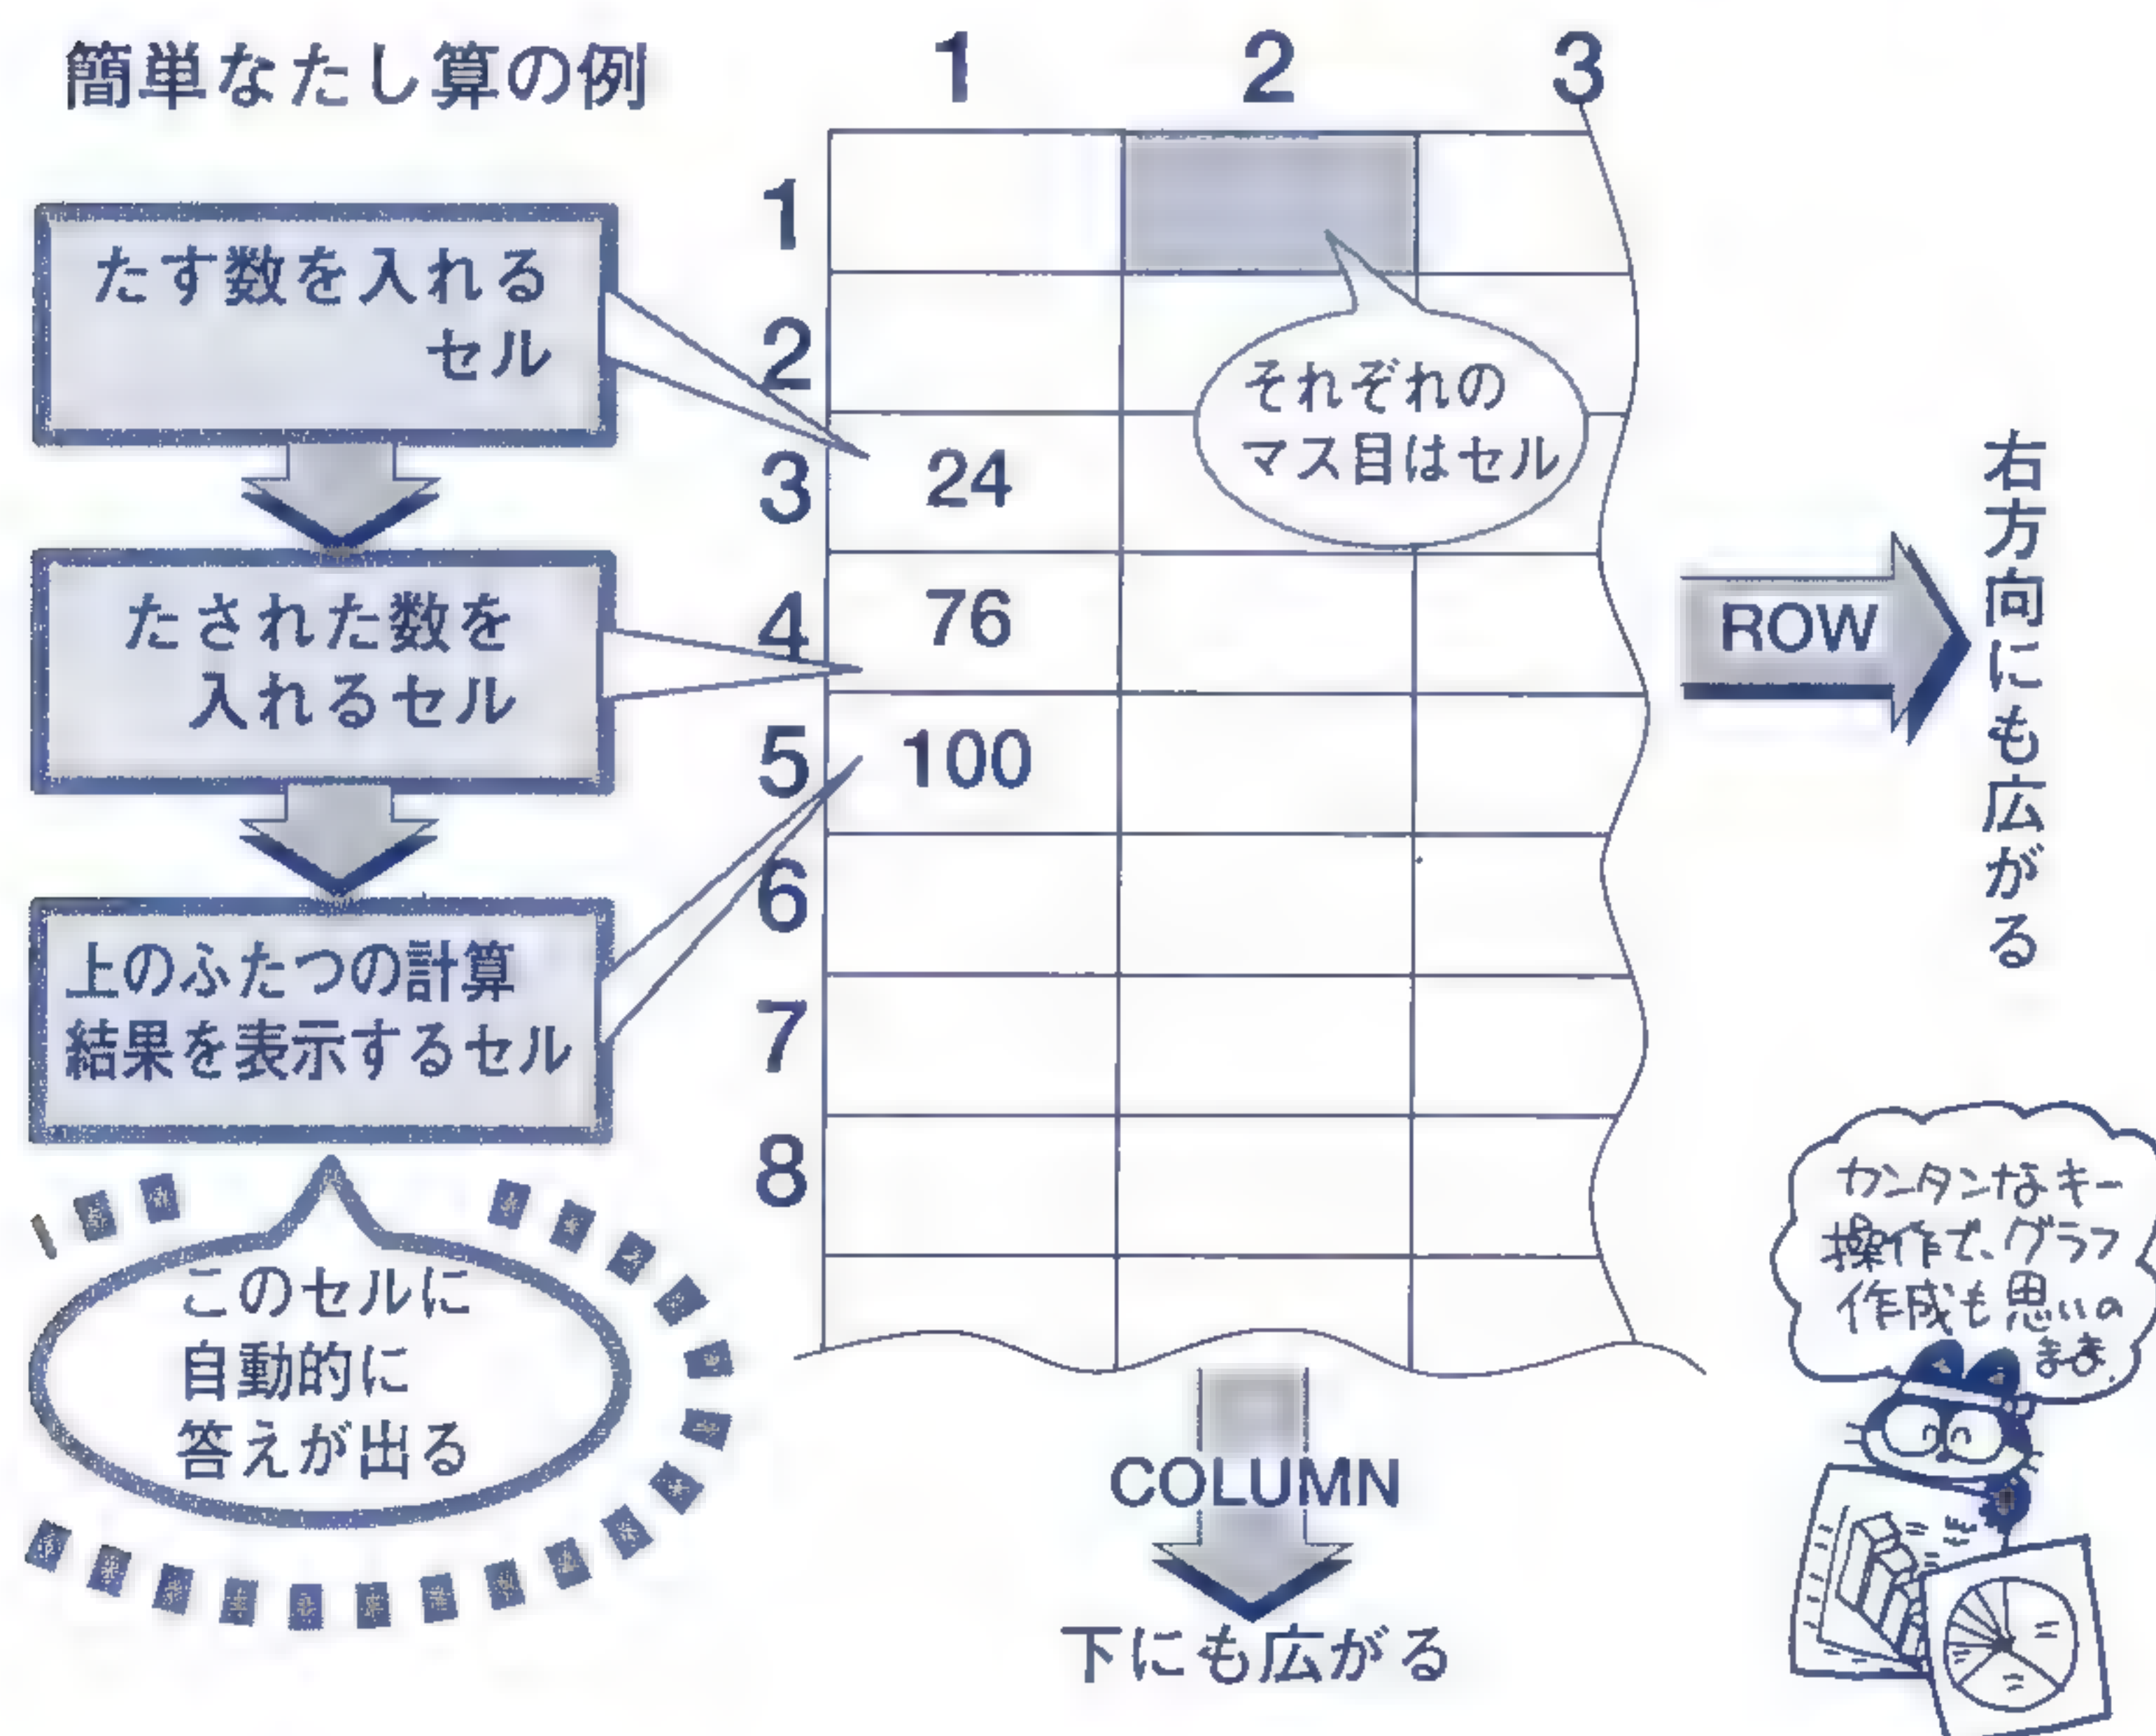 簡単なたし算の例
たす数を入れる
セル
たされた数を
入れるセル
上のふたつの計算
結果を表示するセル
このセルに
自動的に
答えが出る
1 2 3
1
2
3 24
4 76
5 100
6
7
8
それぞれの
マス目はセル
ROW
右方向にも広がる
COLUMN
下にも広がる
カンタンなキー
操作で、グラフ
作成も思いの
まま。